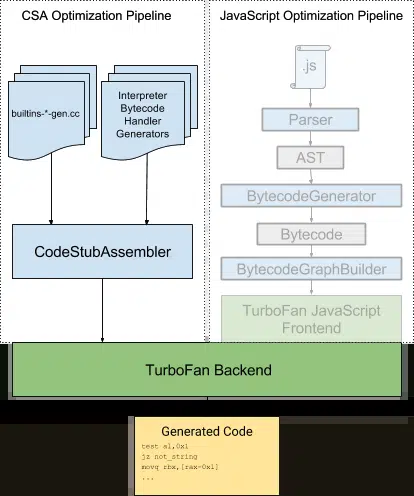 CSA Optimization Pipeline
builtins-*-gen.cc
Interpreter
Bytecode
Handler
Generators
CodeStubAssembler
JavaScript Optimization Pipeline
.js
Parser
AST
BytecodeGenerator
Bytecode
BytecodeGraphBuilder
TurboFan JavaScript
Frontend
TurboFan Backend
Generated Code
test al,0x1
jz not_string
movq rbx,[rax-0x1]
...